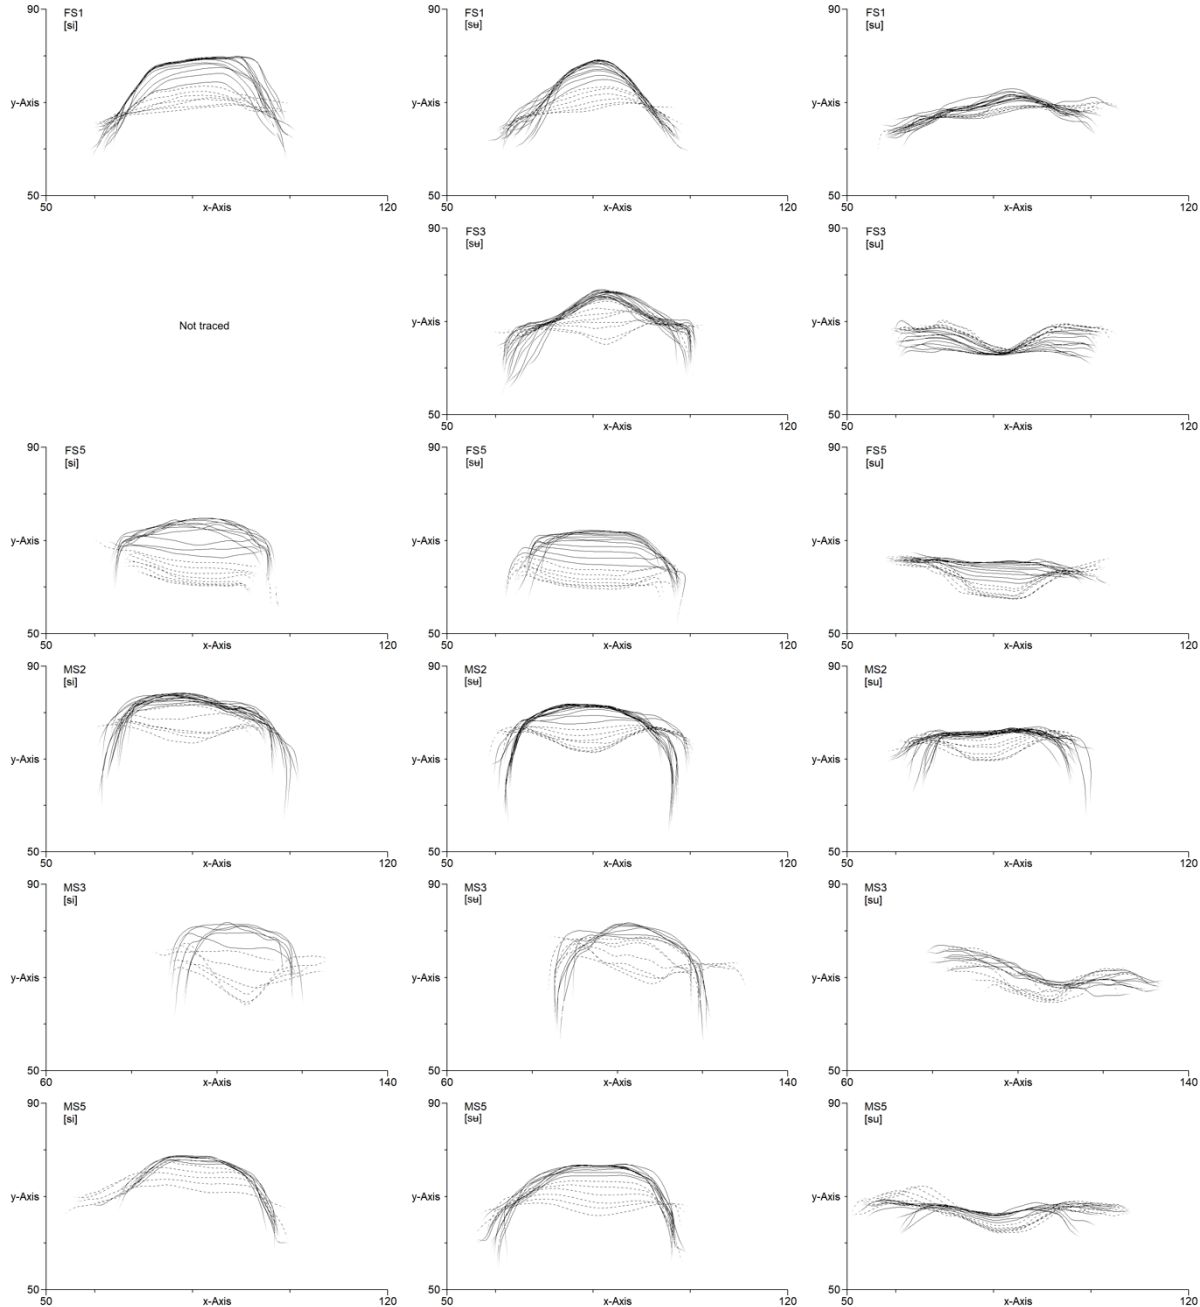 90 FS1 [si] y-Axis 50 50 x-Axis 120
90 FS1 [sʉ] y-Axis 50 50 x-Axis 120
90 FS1 [su] y-Axis 50 50 x-Axis 120
Not traced
90 FS3 [sʉ] y-Axis 50 50 x-Axis 120
90 FS3 [su] y-Axis 50 50 x-Axis 120
90 FS5 [si] y-Axis 50 50 x-Axis 120
90 FS5 [sʉ] y-Axis 50 50 x-Axis 120
90 FS5 [su] y-Axis 50 50 x-Axis 120
90 MS2 [si] y-Axis 50 50 x-Axis 120
90 MS2 [sʉ] y-Axis 50 50 x-Axis 120
90 MS2 [su] y-Axis 50 50 x-Axis 120
90 MS3 [si] y-Axis 50 60 x-Axis 140
90 MS3 [sʉ] y-Axis 50 60 x-Axis 140
90 MS3 [su] y-Axis 50 60 x-Axis 140
90 MS5 [si] y-Axis 50 50 x-Axis 120
90 MS5 [sʉ] y-Axis 50 50 x-Axis 120
90 MS5 [su] y-Axis 50 50 x-Axis 120